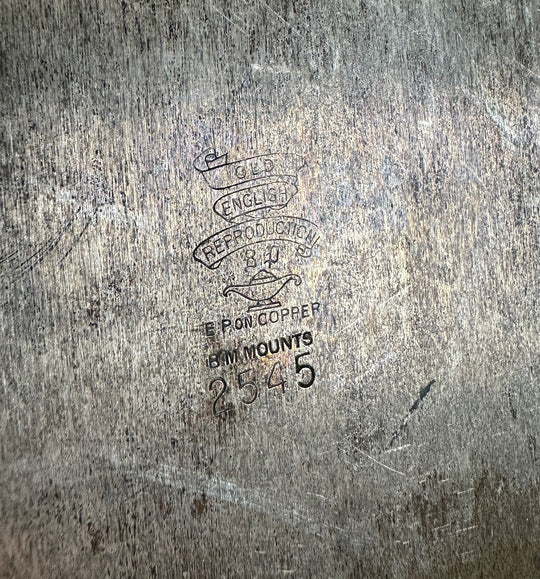 OLD
ENGLISH
REPRODUCTION
B.P
E.P.ON.COPPER
B.M.MOUNTS
2545